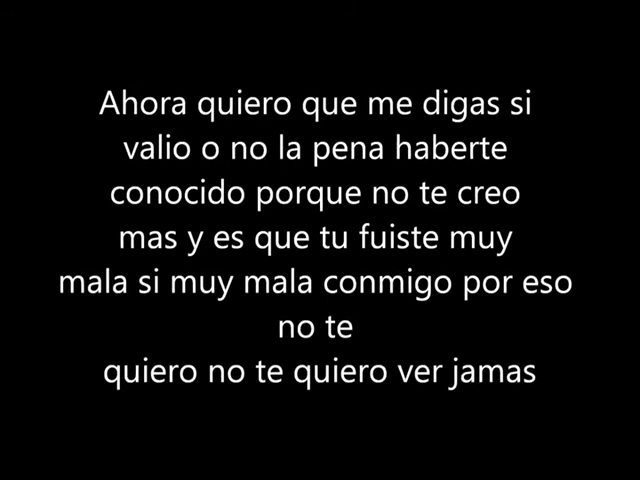 Ahora quiero que me digas si
valio o no la pena haberte
conocido porque no te creo
mas y es que tu fuiste muy
mala si muy mala conmigo por eso
no te
quiero no te quiero ver jamas